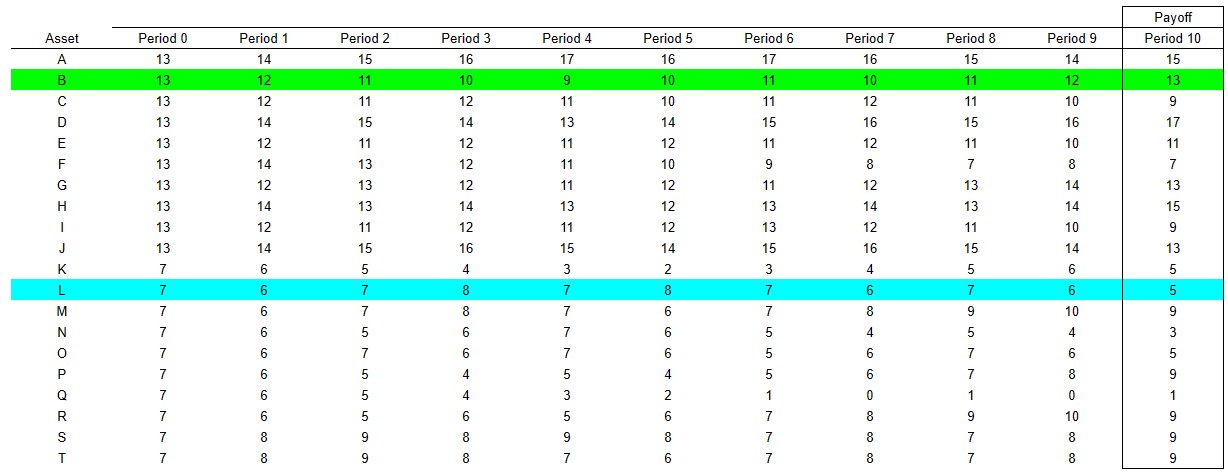 Payoff
Asset Period 0 Period 1 Period 2 Period 3 Period 4 Period 5 Period 6 Period 7 Period 8 Period 9 Period 10
A 13 14 15 16 17 16 17 16 15 14 15
B 13 12 11 10 9 10 11 10 11 12 13
C 13 12 11 12 11 10 11 12 11 10 9
D 13 14 15 14 13 14 15 16 15 16 17
E 13 12 11 12 11 12 11 12 11 10 11
F 13 14 13 12 11 10 9 8 7 8 7
G 13 12 13 12 11 12 11 12 13 14 13
H 13 14 13 14 13 12 13 14 13 14 15
I 13 12 11 12 11 12 13 12 11 10 9
J 13 14 15 16 15 14 15 16 15 14 13
K 7 6 5 4 3 2 3 4 5 6 5
L 7 6 7 8 7 8 7 6 7 6 5
M 7 6 7 8 7 6 7 8 9 10 9
N 7 6 5 6 7 6 5 4 5 4 3
O 7 6 7 6 7 6 5 6 7 6 5
P 7 6 5 4 5 4 5 6 7 8 9
Q 7 6 5 4 3 2 1 0 1 0 1
R 7 6 5 6 5 6 7 8 9 10 9
S 7 8 9 8 9 8 7 8 7 8 9
T 7 8 9 8 7 6 7 8 7 8 9